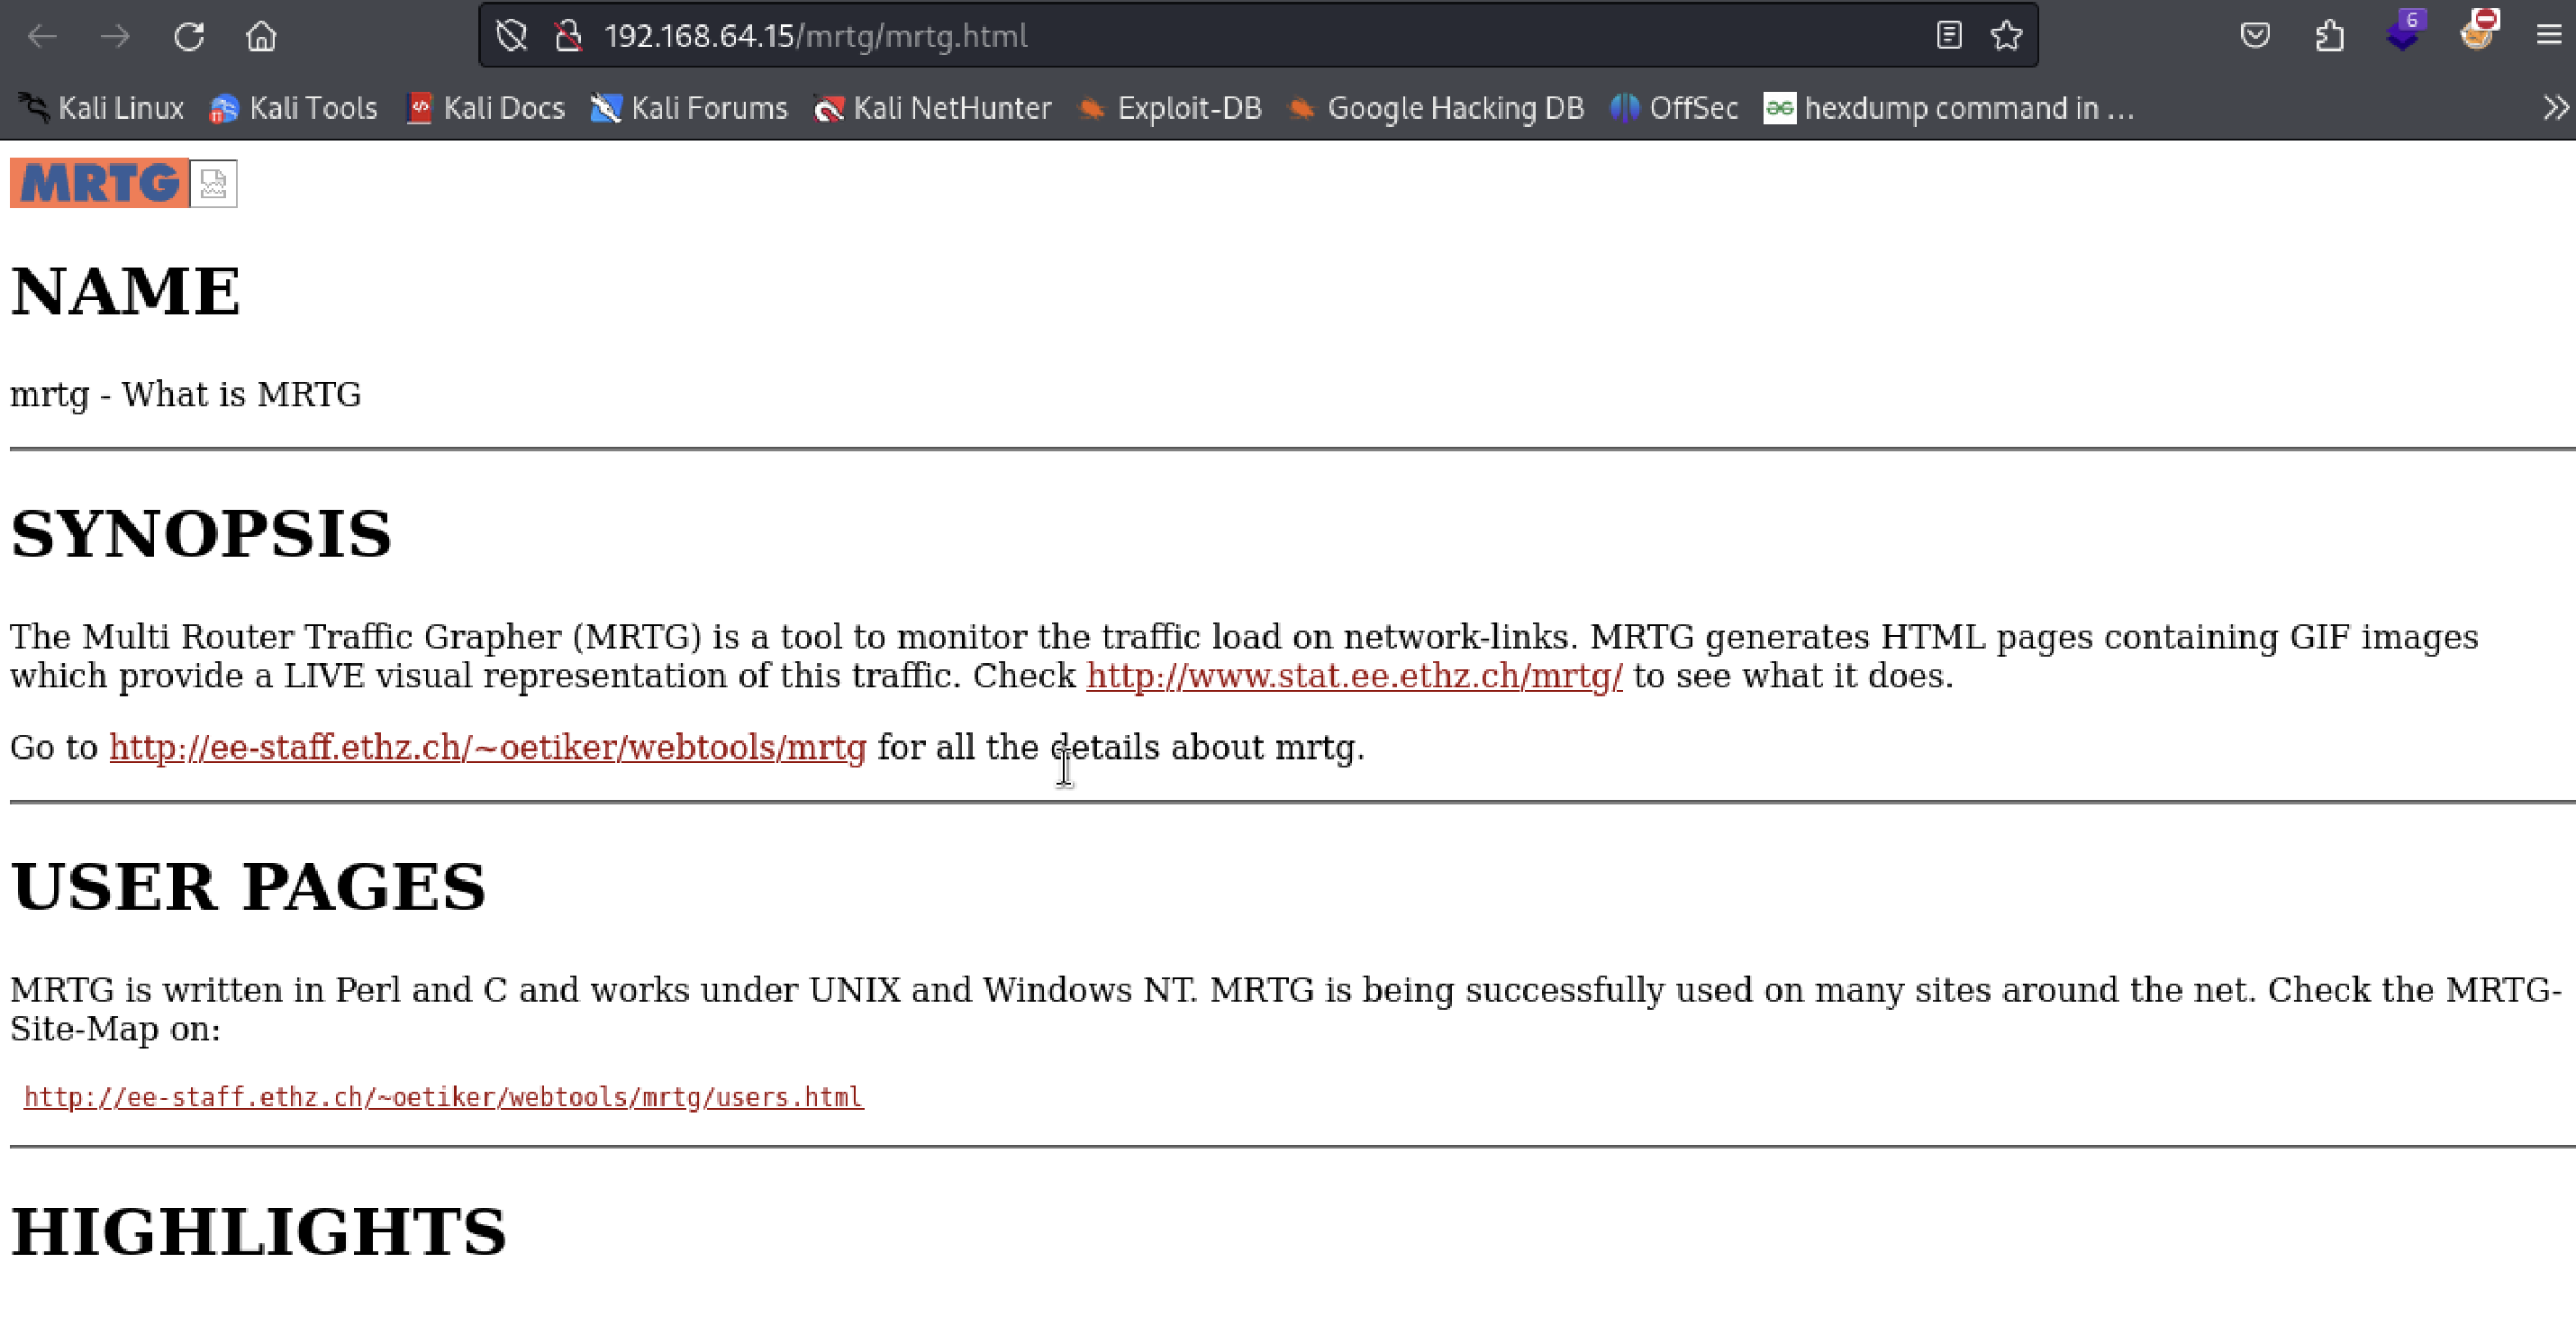 192.168.64.15/mrtg/mrtg.html
6
Kali Linux Kali Tools Kali Docs Kali Forums Kali NetHunter Exploit-DB Google Hacking DB OffSec hexdump command in ...
MRTG
NAME
mrtg - What is MRTG
SYNOPSIS
The Multi Router Traffic Grapher (MRTG) is a tool to monitor the traffic load on network-links. MRTG generates HTML pages containing GIF images
which provide a LIVE visual representation of this traffic. Check http://www.stat.ee.ethz.ch/mrtg/ to see what it does.
Go to http://ee-staff.ethz.ch/~oetiker/webtools/mrtg for all the details about mrtg.
USER PAGES
MRTG is written in Perl and C and works under UNIX and Windows NT. MRTG is being successfully used on many sites around the net. Check the MRTG-
Site-Map on:
http://ee-staff.ethz.ch/~oetiker/webtools/mrtg/users.html
HIGHLIGHTS